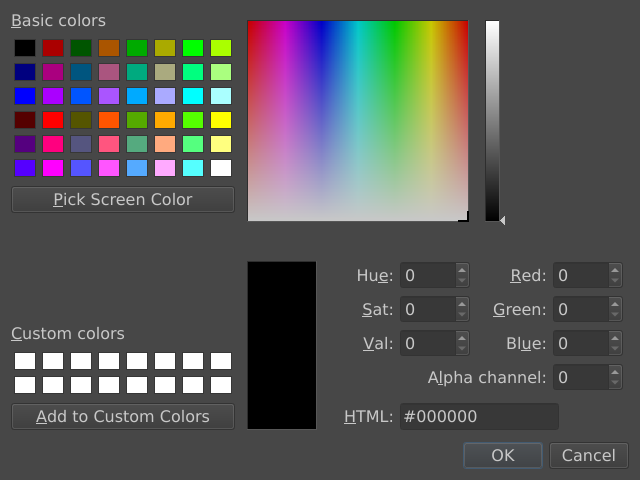 Basic colors
Pick Screen Color
Custom colors
Add to Custom Colors
Hue: 0
Red: 0
Sat: 0
Green: 0
Val: 0
Blue: 0
Alpha channel: 0
HTML: #000000
OK
Cancel